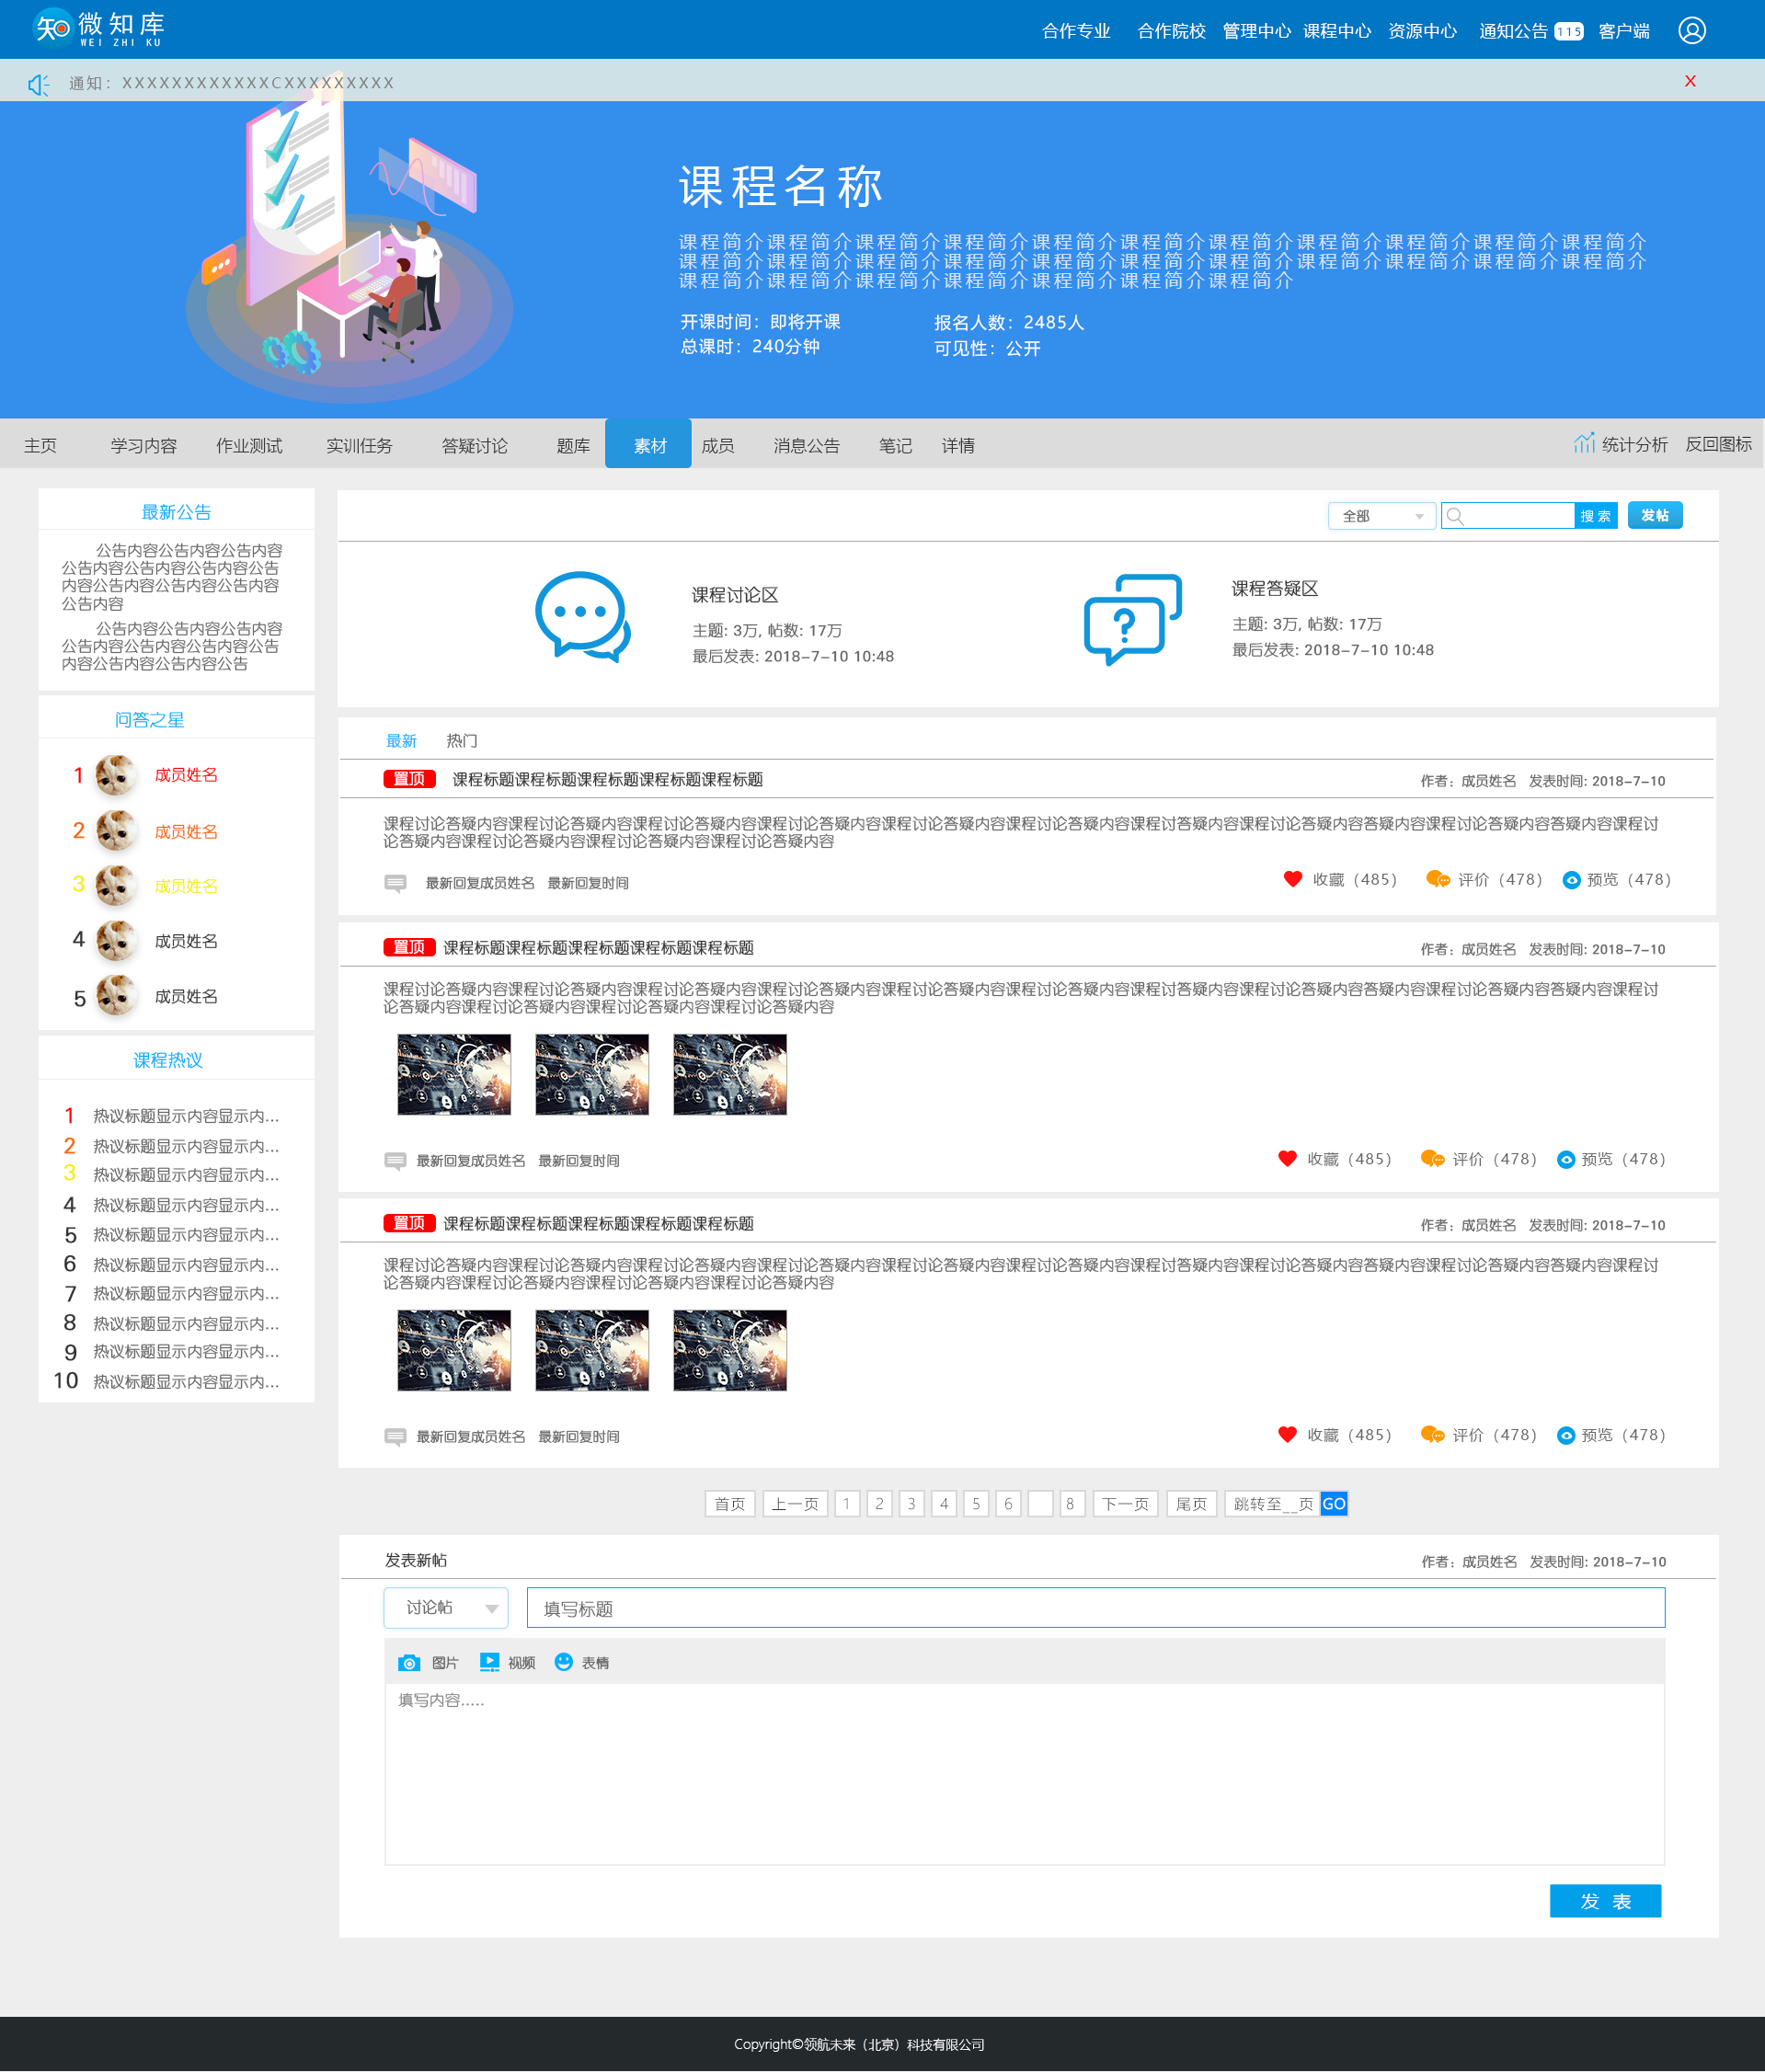 知 微知库
WEI ZHI KU
合作专业 合作院校 管理中心 课程中心 资源中心 通知公告 115 客户端
通知：XXXXXXXXXXXXCXXXXXXXXX X
课程名称
课程简介课程简介课程简介课程简介课程简介课程简介课程简介课程简介课程简介课程简介课程简介
课程简介课程简介课程简介课程简介课程简介课程简介课程简介课程简介课程简介课程简介课程简介
课程简介课程简介课程简介课程简介课程简介课程简介课程简介
开课时间：即将开课 报名人数：2485人
总课时：240分钟 可见性：公开
主页 学习内容 作业测试 实训任务 答疑讨论 题库 素材 成员 消息公告 笔记 详情 统计分析 反回图标
最新公告
公告内容公告内容公告内容
公告内容公告内容公告内容公告
内容公告内容公告内容公告内容
公告内容
公告内容公告内容公告内容
公告内容公告内容公告内容公告
内容公告内容公告内容公告
问答之星
1 成员姓名
2 成员姓名
3 成员姓名
4 成员姓名
5 成员姓名
课程热议
1 热议标题显示内容显示内...
2 热议标题显示内容显示内...
3 热议标题显示内容显示内...
4 热议标题显示内容显示内...
5 热议标题显示内容显示内...
6 热议标题显示内容显示内...
7 热议标题显示内容显示内...
8 热议标题显示内容显示内...
9 热议标题显示内容显示内...
10 热议标题显示内容显示内...
全部 搜索 发帖
课程讨论区
主题: 3万, 帖数: 17万
最后发表: 2018-7-10 10:48
课程答疑区
主题: 3万, 帖数: 17万
最后发表: 2018-7-10 10:48
最新 热门
置顶 课程标题课程标题课程标题课程标题课程标题 作者：成员姓名 发表时间: 2018-7-10
课程讨论答疑内容课程讨论答疑内容课程讨论答疑内容课程讨论答疑内容课程讨论答疑内容课程讨论答疑内容课程讨答疑内容课程讨论答疑内容答疑内容课程讨论答疑内容答疑内容课程讨
论答疑内容课程讨论答疑内容课程讨论答疑内容课程讨论答疑内容
最新回复成员姓名 最新回复时间 收藏（485） 评价（478） 预览（478）
置顶 课程标题课程标题课程标题课程标题课程标题 作者：成员姓名 发表时间: 2018-7-10
课程讨论答疑内容课程讨论答疑内容课程讨论答疑内容课程讨论答疑内容课程讨论答疑内容课程讨论答疑内容课程讨答疑内容课程讨论答疑内容答疑内容课程讨论答疑内容答疑内容课程讨
论答疑内容课程讨论答疑内容课程讨论答疑内容课程讨论答疑内容
最新回复成员姓名 最新回复时间 收藏（485） 评价（478） 预览（478）
置顶 课程标题课程标题课程标题课程标题课程标题 作者：成员姓名 发表时间: 2018-7-10
课程讨论答疑内容课程讨论答疑内容课程讨论答疑内容课程讨论答疑内容课程讨论答疑内容课程讨论答疑内容课程讨答疑内容课程讨论答疑内容答疑内容课程讨论答疑内容答疑内容课程讨
论答疑内容课程讨论答疑内容课程讨论答疑内容课程讨论答疑内容
最新回复成员姓名 最新回复时间 收藏（485） 评价（478） 预览（478）
首页 上一页 1 2 3 4 5 6 8 下一页 尾页 跳转至__页 GO
发表新帖 作者：成员姓名 发表时间: 2018-7-10
讨论帖 填写标题
图片 视频 表情
填写内容.....
发 表
Copyright©领航未来（北京）科技有限公司